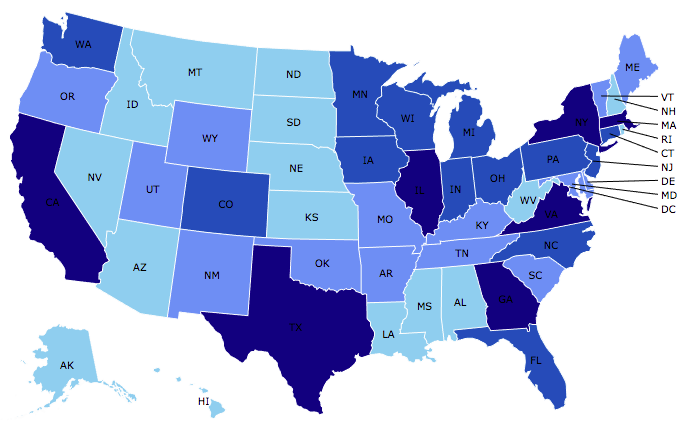 WA
MT
ND
MN
ME
OR
ID
SD
WI
MI
VT
NH
NY
MA
WY
RI
IA
CT
NE
PA
NJ
NV
UT
CO
IL
IN
OH
DE
MD
DC
CA
KS
MO
WV
VA
KY
NC
TN
AZ
NM
OK
AR
SC
MS
AL
GA
TX
LA
FL
AK
HI